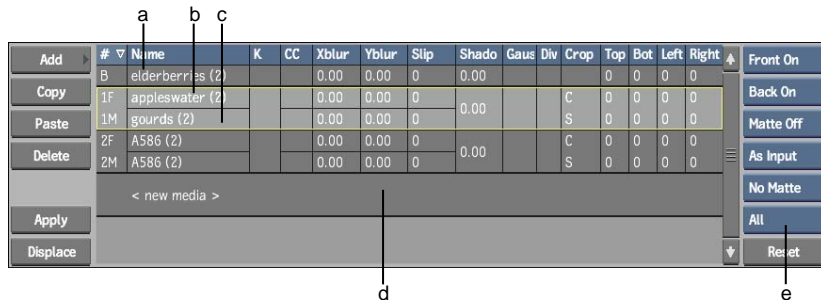 a b c
Add # ▽ Name K CC Xblur Yblur Slip Shado Gaus Div Crop Top Bot Left Right Front On
B elderberries (2) 0.00 0.00 0 0.00 0 0 0 0
Copy 1F appleswater (2) 0.00 0.00 0 0.00 C 0 0 0 0 Back On
Paste 1M gourds (2) 0.00 0.00 0 S 0 0 0 0 Matte Off
Delete 2F A586 (2) 0.00 0.00 0 0.00 C 0 0 0 0 As Input
2M A586 (2) 0.00 0.00 0 S 0 0 0 0
< new media > No Matte
Apply All
Displace Reset
d e